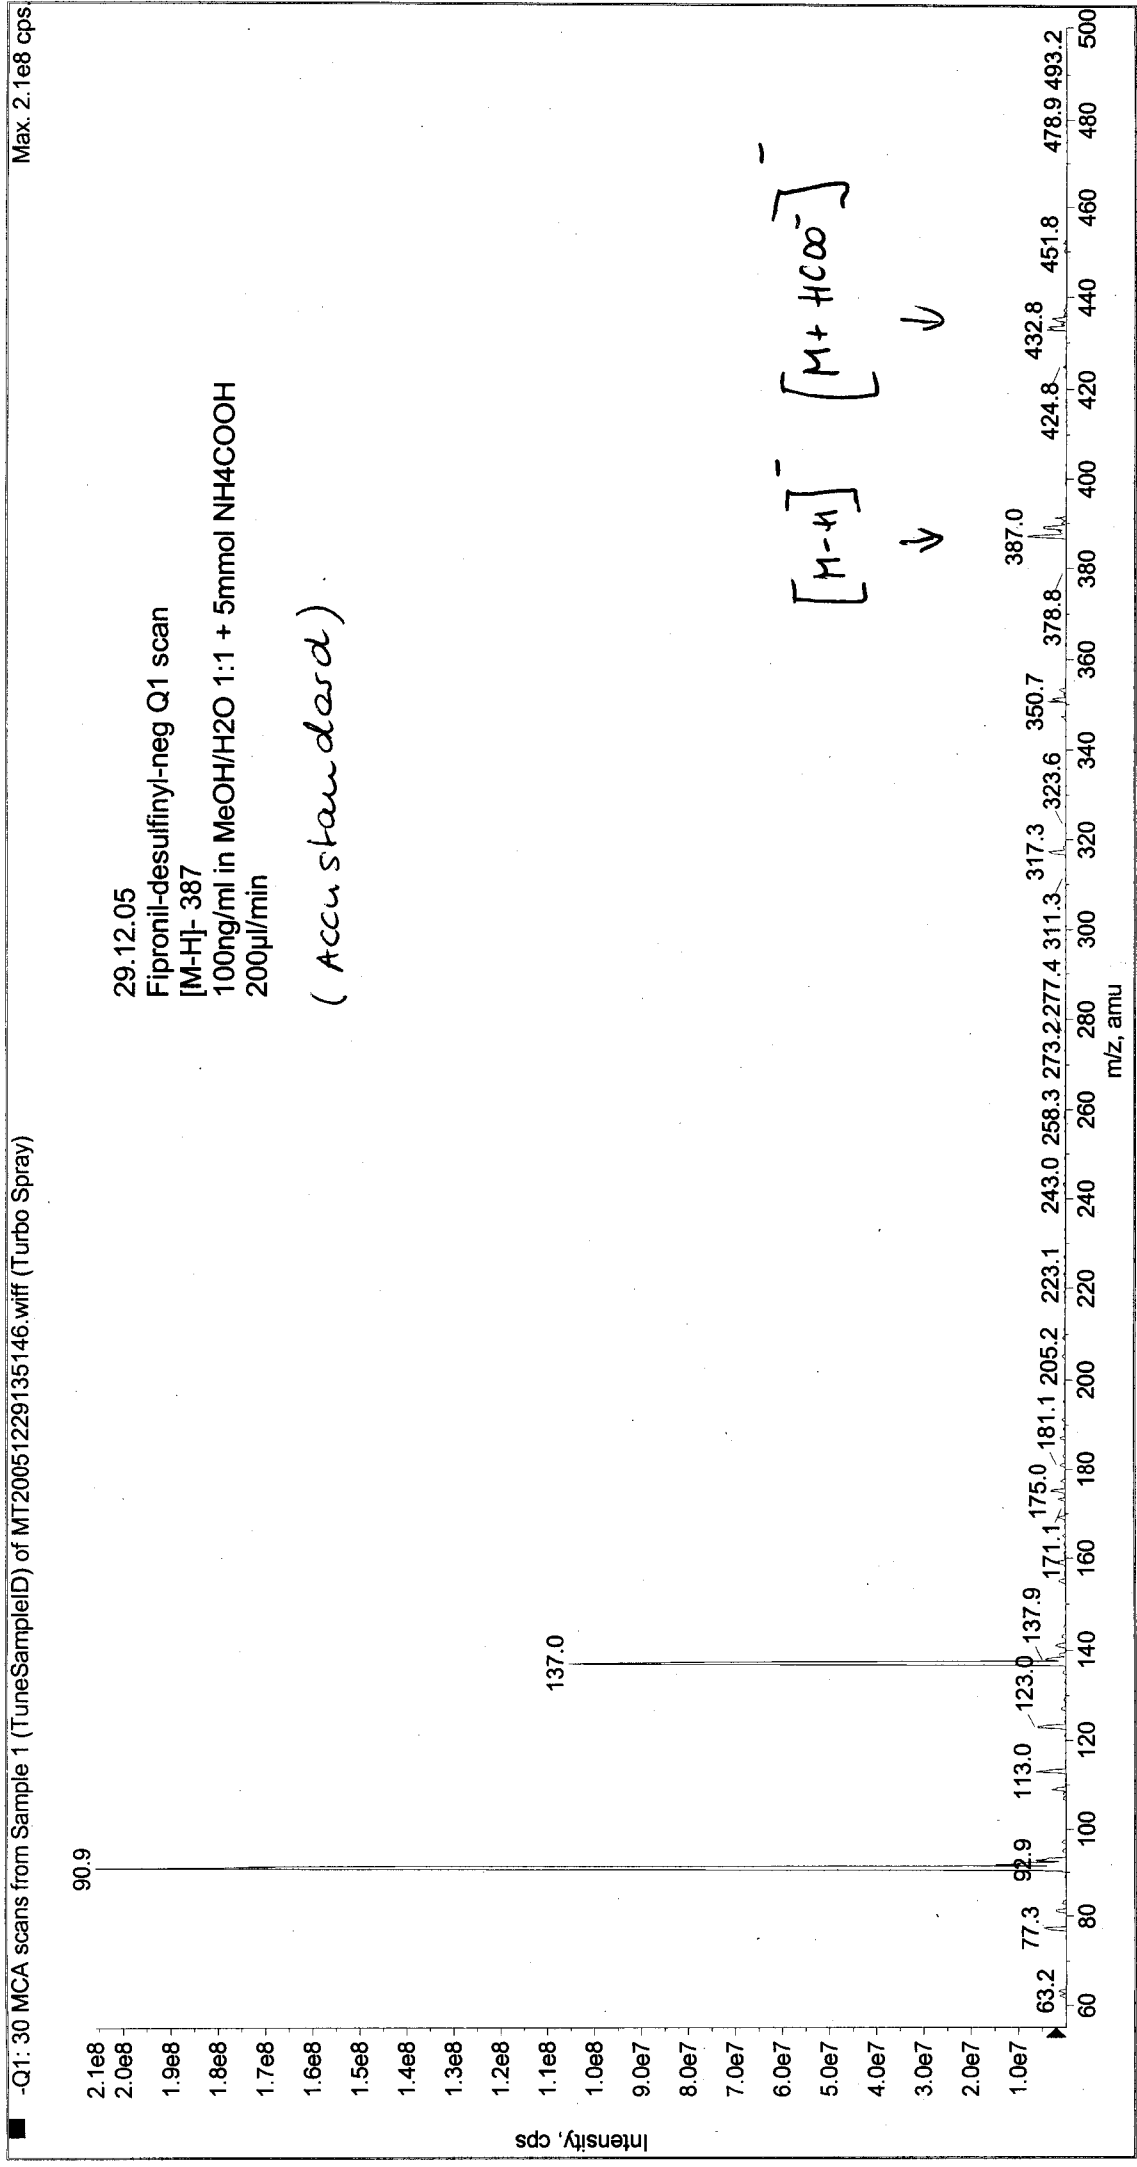 -Q1: 30 MCA scans from Sample 1 (TuneSampleID) of MT20051229135146.wiff (Turbo Spray)
Max. 2.1e8 cps.
29.12.05
Fipronil-desulfinyl-neg Q1 scan
[M-H]- 387
100ng/ml in MeOH/H2O 1:1 + 5mmol NH4COOH
200µl/min
(Accustandard)
[M-H]⁻
[M+HCOO⁻]⁻
↓
↓
Intensity, cps
2.1e8
2.0e8
1.9e8
1.8e8
1.7e8
1.6e8
1.5e8
1.4e8
1.3e8
1.2e8
1.1e8
1.0e8
9.0e7
8.0e7
7.0e7
6.0e7
5.0e7
4.0e7
3.0e7
2.0e7
1.0e7
63.2
77.3
90.9
92.9
113.0
123.0
137.0
137.9
171.1
175.0
181.1
205.2
223.1
243.0
258.3
273.2
277.4
311.3
317.3
323.6
350.7
378.8
387.0
424.8
432.8
451.8
478.9
493.2
60 80 100 120 140 160 180 200 220 240 260 280 300 320 340 360 380 400 420 440 460 480 500
m/z, amu